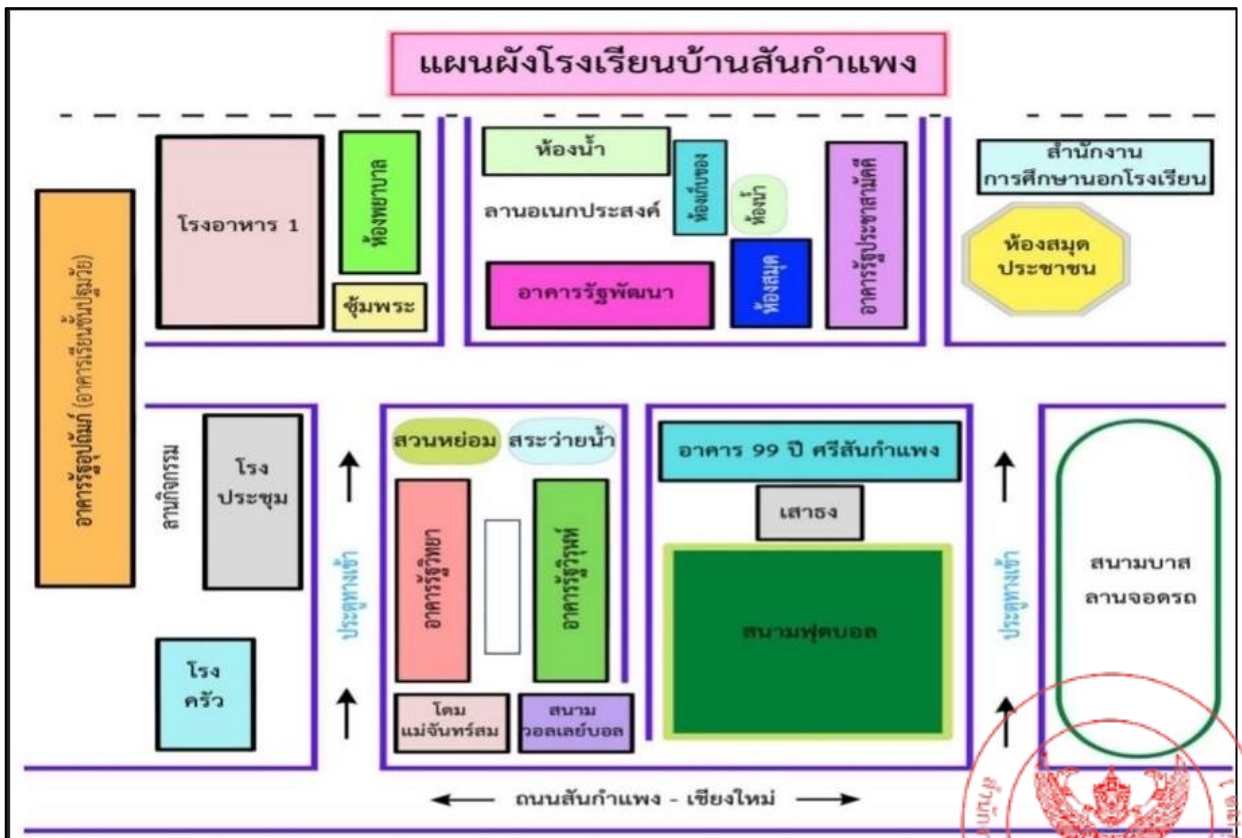 แผนผังโรงเรียนบ้านสันกำแพง
ห้องน้ำ
สำนักงาน
การศึกษานอกโรงเรียน
โรงอาหาร 1
ห้องพยาบาล
ลานอเนกประสงค์
ห้องเก็บของ
ห้องน้ำ
อาคารรัฐประชาสามัคคี
ห้องสมุด
ประชาชน
อาคารรัฐอุปถัมภ์ (อาคารเรียนชั้นปฐมวัย)
ซุ้มพระ
อาคารรัฐพัฒนา
ห้องสมุด
ลานกิจกรรม
โรง
ประชุม
สวนหย่อม
สระว่ายน้ำ
อาคาร 99 ปี ศรีสันกำแพง
เสาธง
ประตูทางเข้า
อาคารรัฐวิทยา
อาคารรัฐวิรุฬห์
สนามฟุตบอล
ประตูทางเข้า
สนามบาส
ลานจอดรถ
โรง
ครัว
โดม
แม่จันทร์สม
สนาม
วอลเลย์บอล
ถนนสันกำแพง - เชียงใหม่